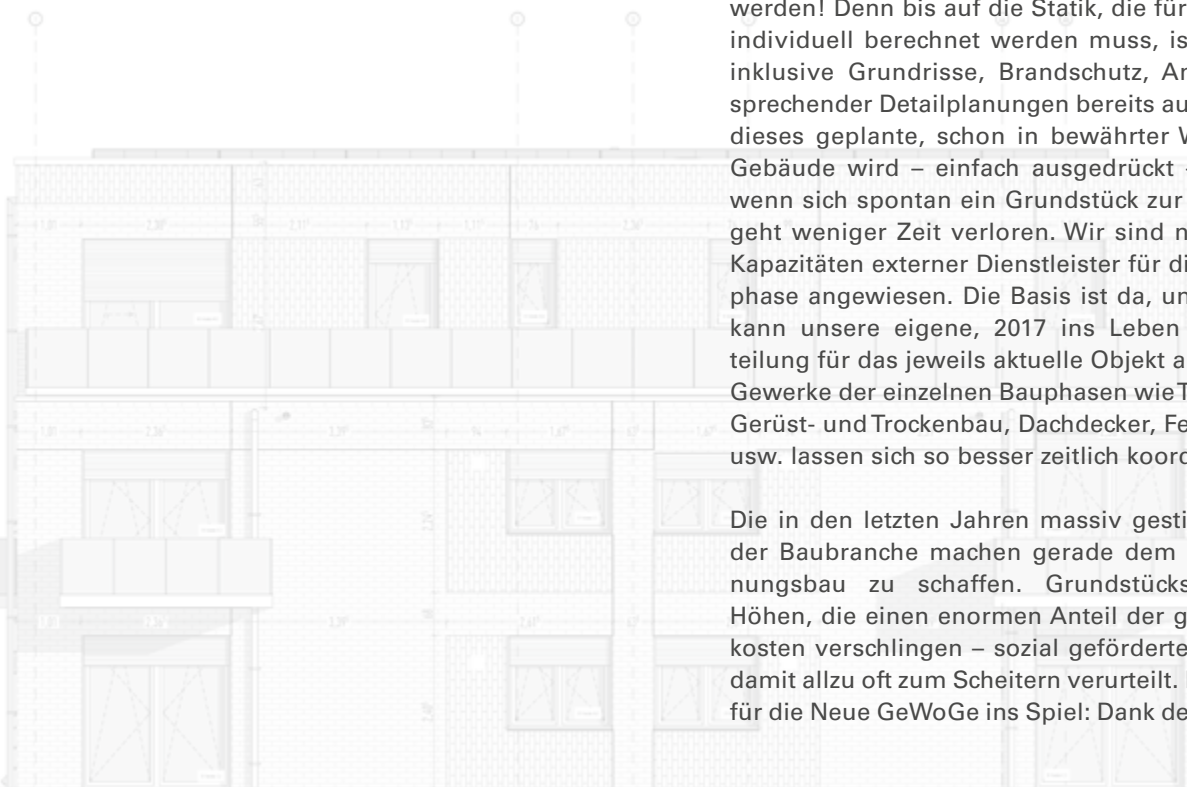 werden! Denn bis auf die Statik, die für
individuell berechnet werden muss, is
inklusive Grundrisse, Brandschutz, An
sprechender Detailplanungen bereits au
dieses geplante, schon in bewährter W
Gebäude wird – einfach ausgedrückt –
wenn sich spontan ein Grundstück zur
geht weniger Zeit verloren. Wir sind n
Kapazitäten externer Dienstleister für di
phase angewiesen. Die Basis ist da, un
kann unsere eigene, 2017 ins Leben
teilung für das jeweils aktuelle Objekt a
Gewerke der einzelnen Bauphasen wie T
Gerüst- und Trockenbau, Dachdecker, Fe
usw. lassen sich so besser zeitlich koord
Die in den letzten Jahren massiv gesti
der Baubranche machen gerade dem
nungsbau zu schaffen. Grundstücks
Höhen, die einen enormen Anteil der g
kosten verschlingen – sozial geförderte
damit allzu oft zum Scheitern verurteilt.
für die Neue GeWoGe ins Spiel: Dank de